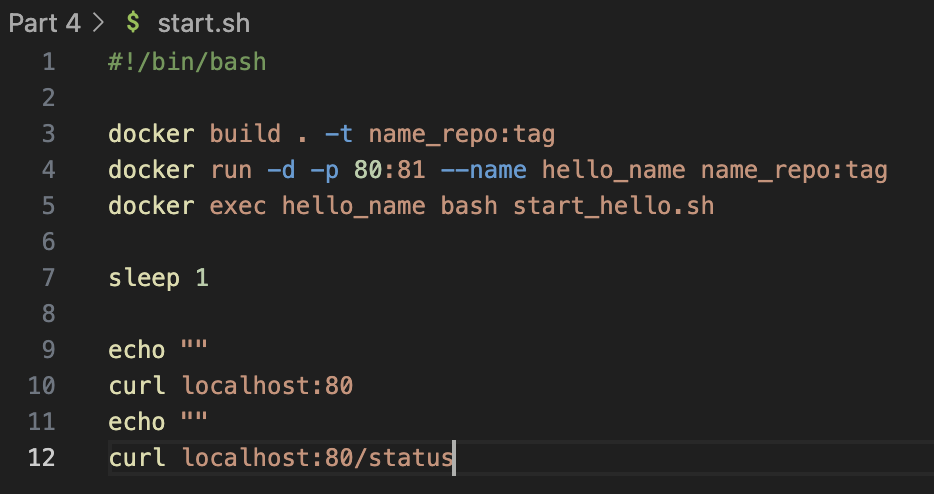 Part 4 > $ start.sh
1 #!/bin/bash
2
3 docker build . -t name_repo:tag
4 docker run -d -p 80:81 --name hello_name name_repo:tag
5 docker exec hello_name bash start_hello.sh
6
7 sleep 1
8
9 echo ""
10 curl localhost:80
11 echo ""
12 curl localhost:80/status